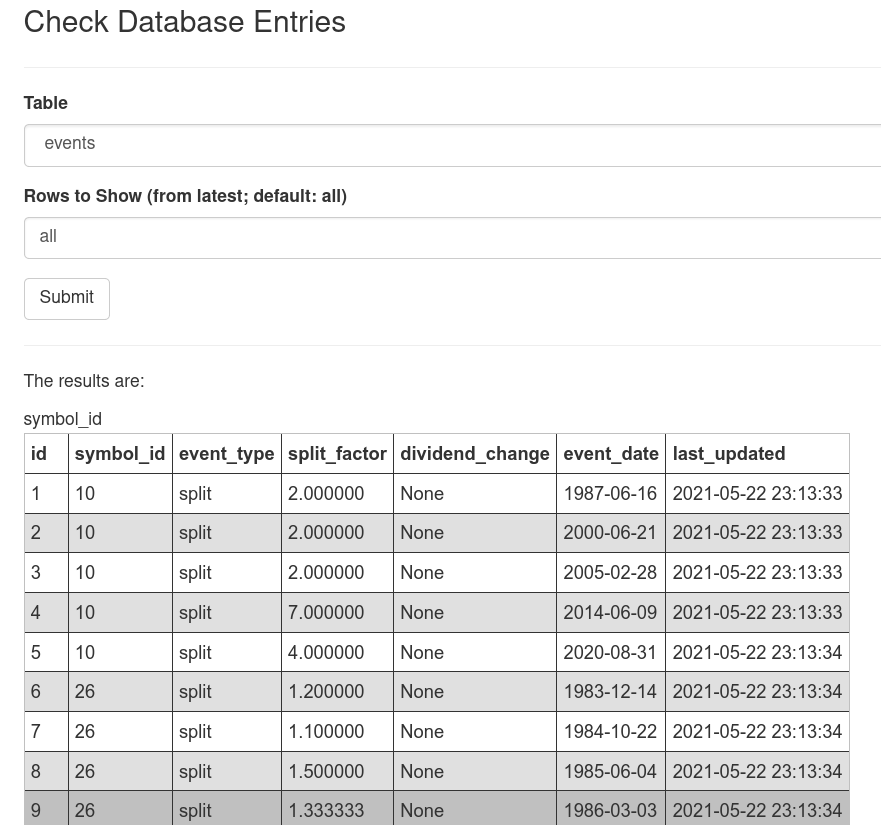 Check Database Entries
Table
events
Rows to Show (from latest; default: all)
all
Submit
The results are:
symbol_id
id symbol_id event_type split_factor dividend_change event_date last_updated
1 10 split 2.000000 None 1987-06-16 2021-05-22 23:13:33
2 10 split 2.000000 None 2000-06-21 2021-05-22 23:13:33
3 10 split 2.000000 None 2005-02-28 2021-05-22 23:13:33
4 10 split 7.000000 None 2014-06-09 2021-05-22 23:13:33
5 10 split 4.000000 None 2020-08-31 2021-05-22 23:13:34
6 26 split 1.200000 None 1983-12-14 2021-05-22 23:13:34
7 26 split 1.100000 None 1984-10-22 2021-05-22 23:13:34
8 26 split 1.500000 None 1985-06-04 2021-05-22 23:13:34
9 26 split 1.333333 None 1986-03-03 2021-05-22 23:13:34